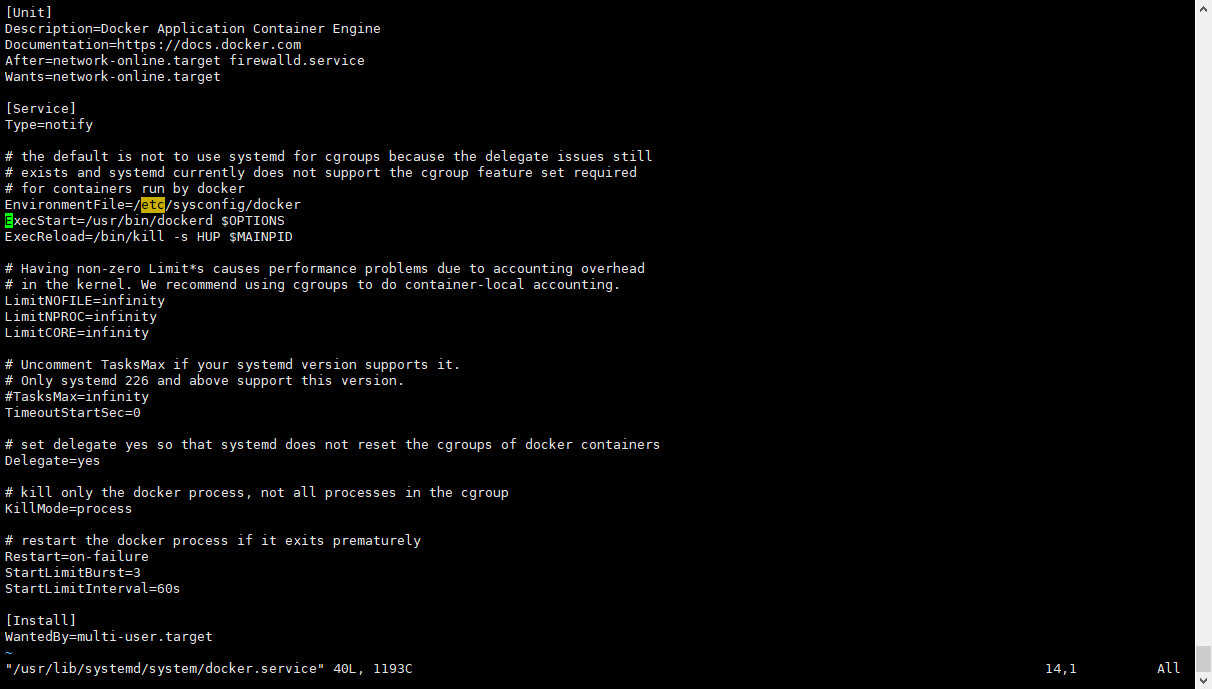 [Unit]
Description=Docker Application Container Engine
Documentation=https://docs.docker.com
After=network-online.target firewalld.service
Wants=network-online.target
[Service]
Type=notify
# the default is not to use systemd for cgroups because the delegate issues still
# exists and systemd currently does not support the cgroup feature set required
# for containers run by docker
EnvironmentFile=/etc/sysconfig/docker
ExecStart=/usr/bin/dockerd $OPTIONS
ExecReload=/bin/kill -s HUP $MAINPID
# Having non-zero Limit*s causes performance problems due to accounting overhead
# in the kernel. We recommend using cgroups to do container-local accounting.
LimitNOFILE=infinity
LimitNPROC=infinity
LimitCORE=infinity
# Uncomment TasksMax if your systemd version supports it.
# Only systemd 226 and above support this version.
#TasksMax=infinity
TimeoutStartSec=0
# set delegate yes so that systemd does not reset the cgroups of docker containers
Delegate=yes
# kill only the docker process, not all processes in the cgroup
KillMode=process
# restart the docker process if it exits prematurely
Restart=on-failure
StartLimitBurst=3
StartLimitInterval=60s
[Install]
WantedBy=multi-user.target
~
"/usr/lib/systemd/system/docker.service" 40L, 1193C 14,1 All